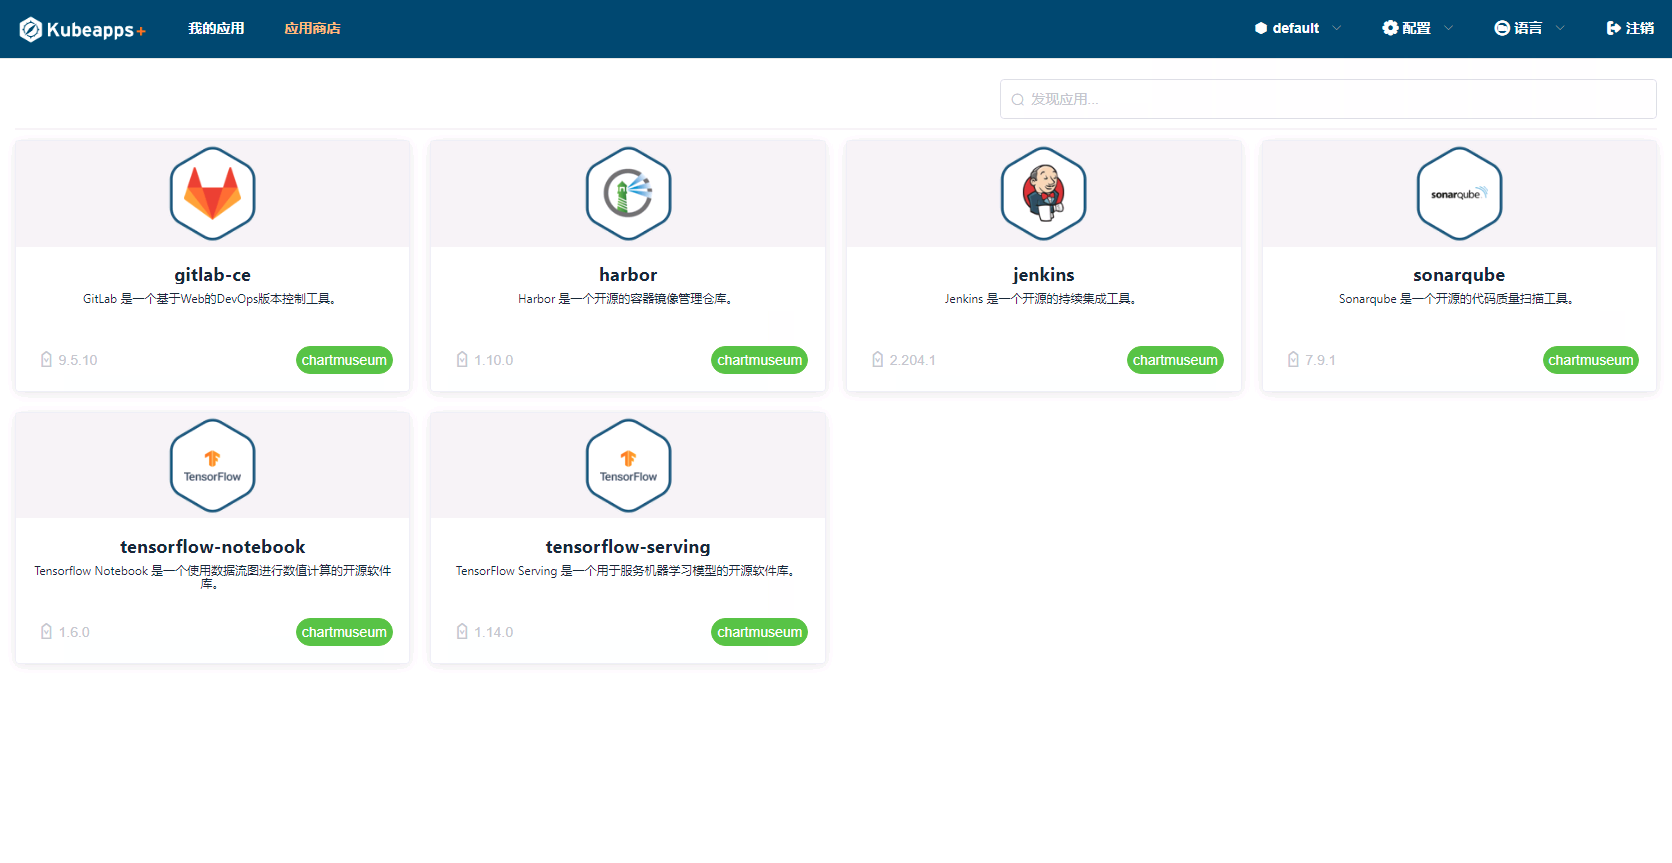 Kubeapps+ 我的应用 应用商店 default 配置 语言 注销
发现应用...
gitlab-ce
GitLab 是一个基于Web的DevOps版本控制工具。
9.5.10 chartmuseum
harbor
Harbor 是一个开源的容器镜像管理仓库。
1.10.0 chartmuseum
jenkins
Jenkins 是一个开源的持续集成工具。
2.204.1 chartmuseum
sonarqube
sonarqube
Sonarqube 是一个开源的代码质量扫描工具。
7.9.1 chartmuseum
TensorFlow
tensorflow-notebook
Tensorflow Notebook 是一个使用数据流图进行数值计算的开源软件
库。
1.6.0 chartmuseum
TensorFlow
tensorflow-serving
TensorFlow Serving 是一个用于服务机器学习模型的开源软件库。
1.14.0 chartmuseum